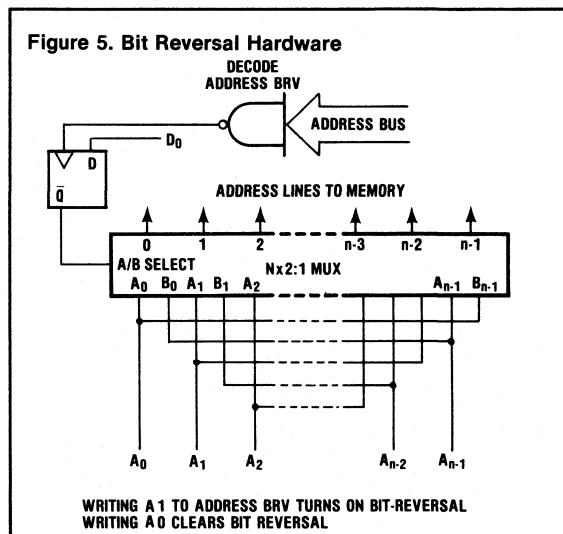 Figure 5. Bit Reversal Hardware
DECODE
ADDRESS BRV
ADDRESS BUS
D0
D
Q̅
ADDRESS LINES TO MEMORY
0 1 2 n-3 n-2 n-1
A/B SELECT
N×2:1 MUX
A0 B0 A1 B1 A2 An-1 Bn-1
A0 A1 A2 An-2 An-1
WRITING A 1 TO ADDRESS BRV TURNS ON BIT-REVERSAL
WRITING A 0 CLEARS BIT REVERSAL